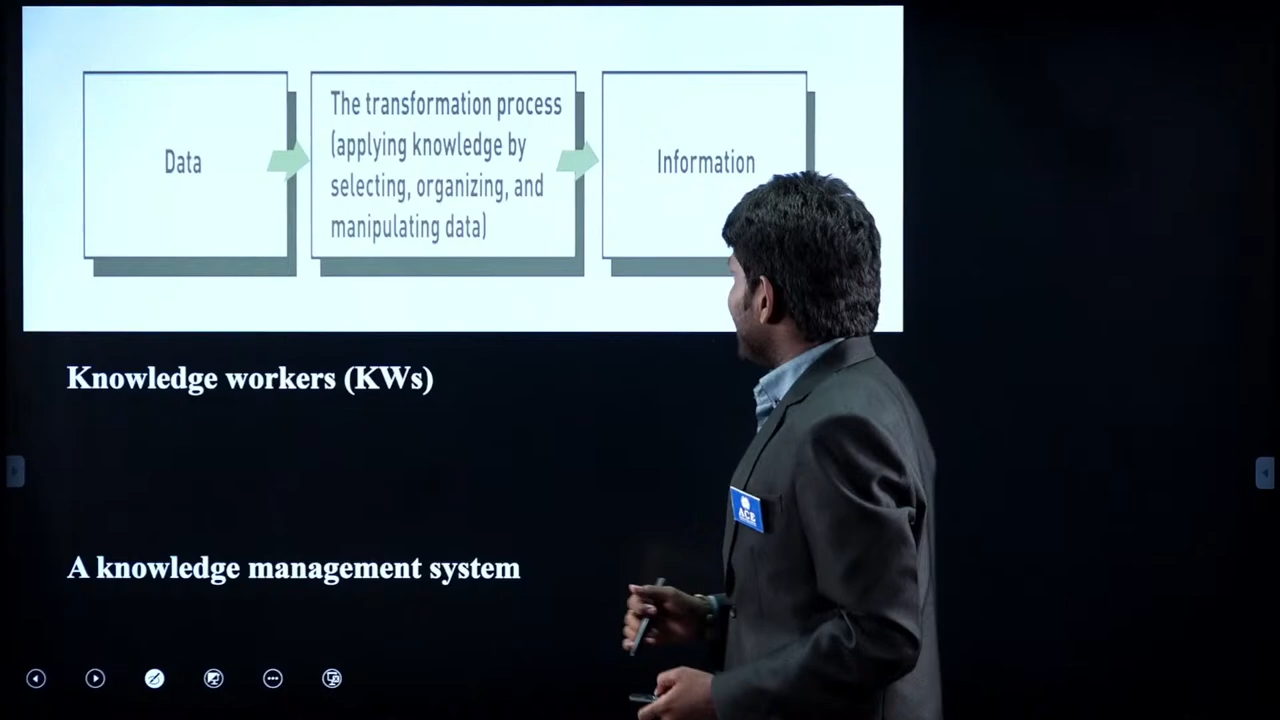 Data
The transformation process
(applying knowledge by
selecting, organizing, and
manipulating data)
Information
Knowledge workers (KWs)
A knowledge management system
ACE